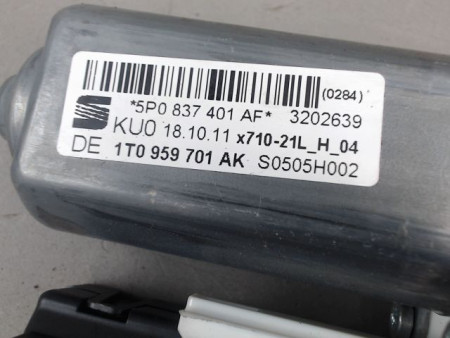 (0284)
*5P0 837 401 AF* 3202639
KU0 18.10.11 x710-21L_H_04
DE 1T0 959 701 AK S0505H002